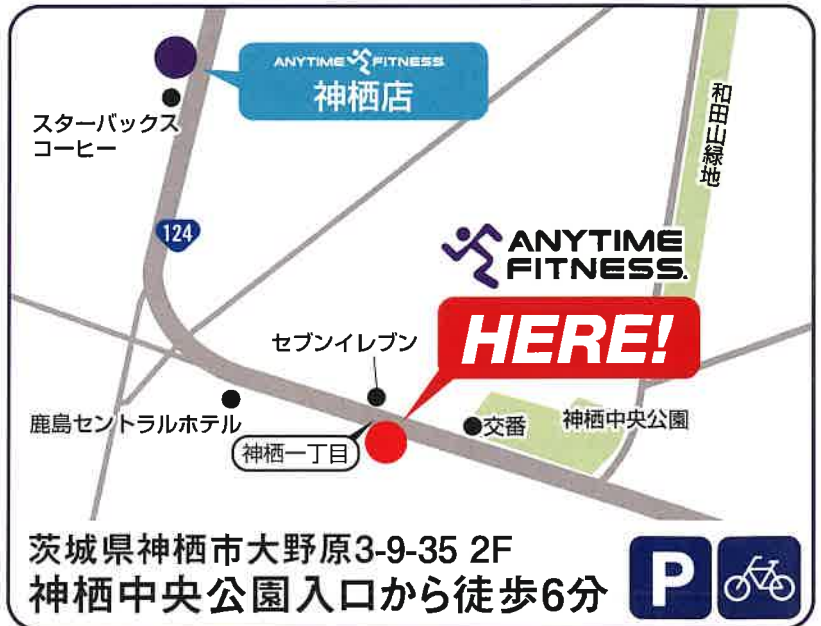 ANYTIME FITNESS
神栖店
スターバックス
コーヒー
和田山緑地
124
ANYTIME
FITNESS.
HERE!
セブンイレブン
鹿島セントラルホテル
神栖一丁目
交番
神栖中央公園
茨城県神栖市大野原3-9-35 2F
神栖中央公園入口から徒歩6分
P